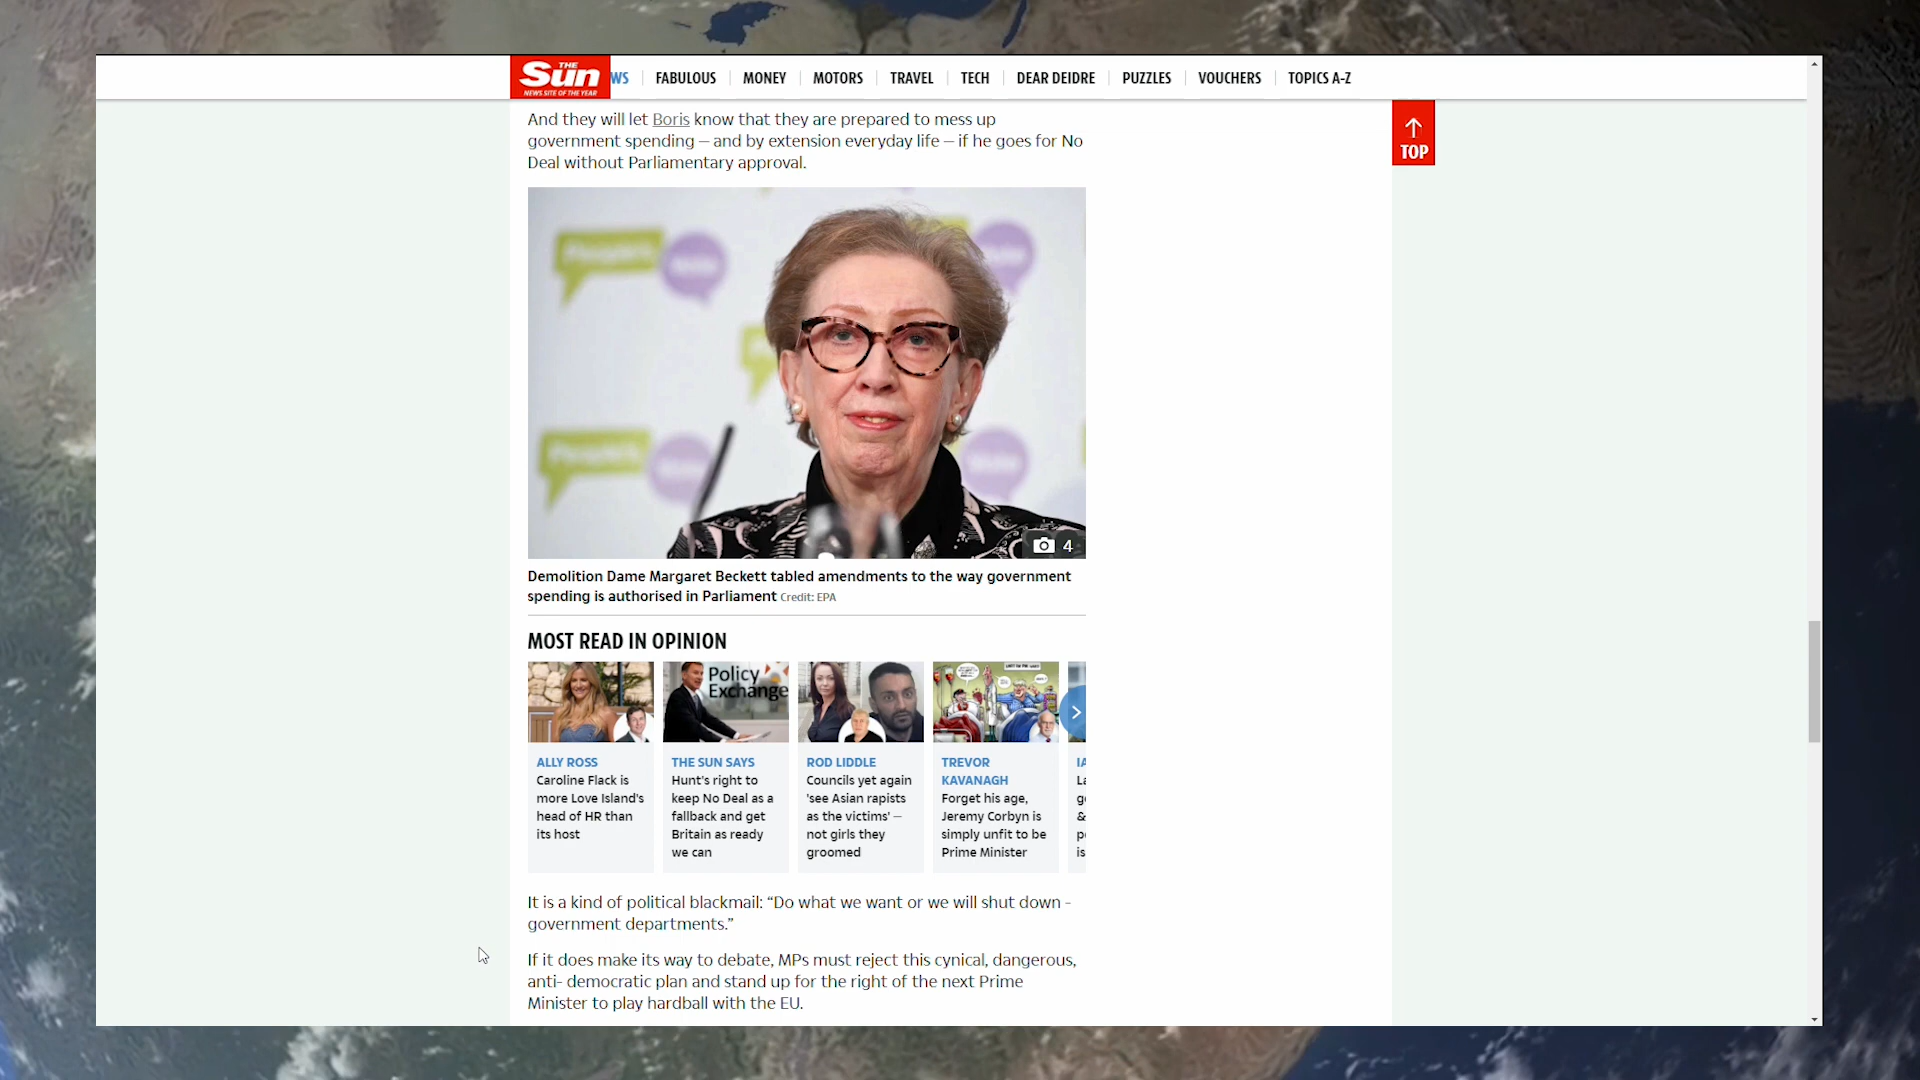 THE
Sun
NEWS SITE OF THE YEAR
WS
FABULOUS
MONEY
MOTORS
TRAVEL
TECH
DEAR DEIDRE
PUZZLES
VOUCHERS
TOPICS A-Z
TOP
And they will let Boris know that they are prepared to mess up
government spending – and by extension everyday life – if he goes for No
Deal without Parliamentary approval.
4
Demolition Dame Margaret Beckett tabled amendments to the way government
spending is authorised in Parliament Credit: EPA
MOST READ IN OPINION
Policy
Exchange
ALLY ROSS
Caroline Flack is
more Love Island's
head of HR than
its host
THE SUN SAYS
Hunt's right to
keep No Deal as a
fallback and get
Britain as ready
we can
ROD LIDDLE
Councils yet again
'see Asian rapists
as the victims' –
not girls they
groomed
TREVOR
KAVANAGH
Forget his age,
Jeremy Corbyn is
simply unfit to be
Prime Minister
It is a kind of political blackmail: “Do what we want or we will shut down -
government departments.”
If it does make its way to debate, MPs must reject this cynical, dangerous,
anti- democratic plan and stand up for the right of the next Prime
Minister to play hardball with the EU.